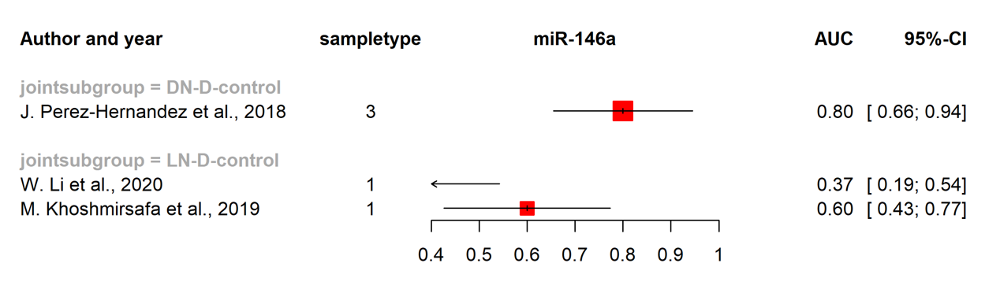 Author and year sampletype miR-146a AUC 95%-CI
jointsubgroup = DN-D-control
J. Perez-Hernandez et al., 2018 3 0.80 [ 0.66; 0.94]
jointsubgroup = LN-D-control
W. Li et al., 2020 1 0.37 [ 0.19; 0.54]
M. Khoshmirsafa et al., 2019 1 0.60 [ 0.43; 0.77]
0.4 0.5 0.6 0.7 0.8 0.9 1